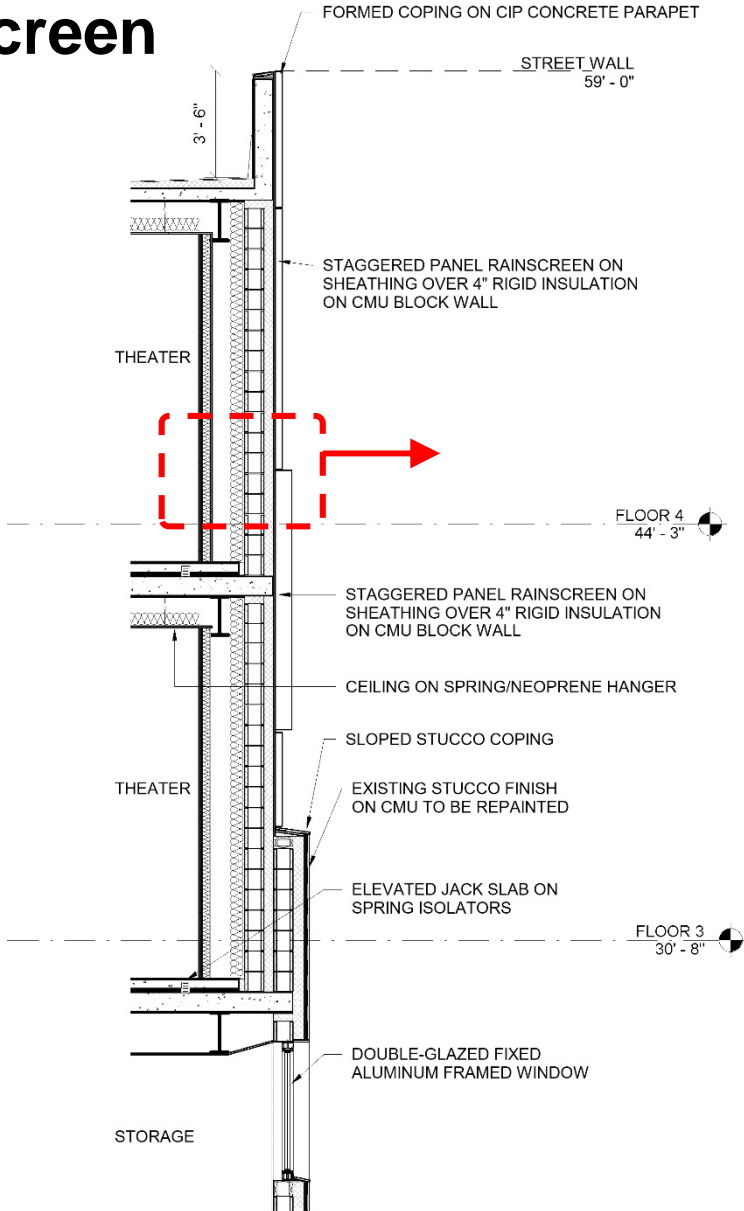 creen
FORMED COPING ON CIP CONCRETE PARAPET
STREET WALL
59' - 0"
3' - 6"
STAGGERED PANEL RAINSCREEN ON
SHEATHING OVER 4" RIGID INSULATION
ON CMU BLOCK WALL
THEATER
FLOOR 4
44' - 3"
STAGGERED PANEL RAINSCREEN ON
SHEATHING OVER 4" RIGID INSULATION
ON CMU BLOCK WALL
CEILING ON SPRING/NEOPRENE HANGER
SLOPED STUCCO COPING
THEATER
EXISTING STUCCO FINISH
ON CMU TO BE REPAINTED
ELEVATED JACK SLAB ON
SPRING ISOLATORS
FLOOR 3
30' - 8"
DOUBLE-GLAZED FIXED
ALUMINUM FRAMED WINDOW
STORAGE